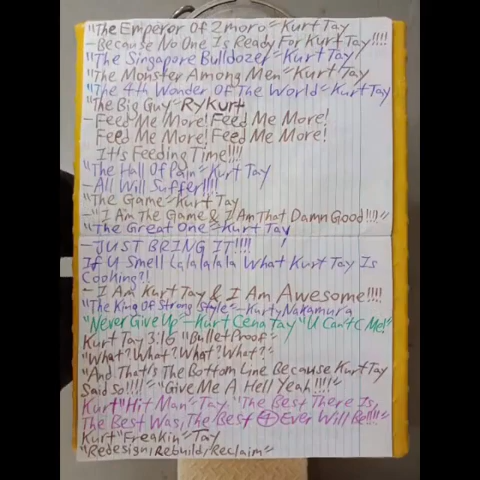 "The Emperor Of 2moro"-Kurt Tay
-Because No One Is Ready For Kurt Tay!!!!
"The Singapore Bulldozer"-Kurt Tay
"The Monster Among Men"-Kurt Tay
"The 4th Wonder Of The World"-Kurt Tay
"The Big Guy"-RyKurt
-Feed Me More! Feed Me More!
Feed Me More! Feed Me More!
It's Feeding Time!!!!
"The Hall Of Pain"-Kurt Tay
-All Will Suffer!!!!
"The Game"-Kurt Tay
-"I Am The Game & I Am That Damn Good!!!"
"The Great One"-Kurt Tay
-JUST BRING IT!!!!
If U Smell Lalalalala What Kurt Tay Is
Cooking?!
-I Am Kurt Tay & I Am Awesome!!!!
"The King Of Strong Style"-Kurty Nakamura
"Never Give Up"-Kurt Cena Tay "U Can't C Me!"
Kurt Tay 3:16 "BulletProof"
"What? What? What? What?"
"And That's The Bottom Line Because Kurt Tay
Said So!!!!" "Give Me A Hell Yeah!!!!"
Kurt "Hit Man" Tay, "The Best There Is,
The Best Was, The Best Ever Will Be!!!"
Kurt "Freakin" Tay
"Redesign, Rebuild, Reclaim"